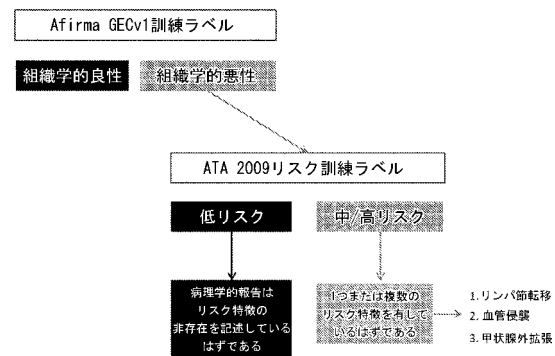 Afirma GECv1訓練ラベル
組織学的良性
組織学的悪性
ATA 2009リスク訓練ラベル
低リスク
中/高リスク
病理学的報告は
リスク特徴の
非存在を記述している
はずである
1つまたは複数の
リスク特徴を有して
いるはずである
1.リンパ節転移
2.血管侵襲
3.甲状腺外拡張